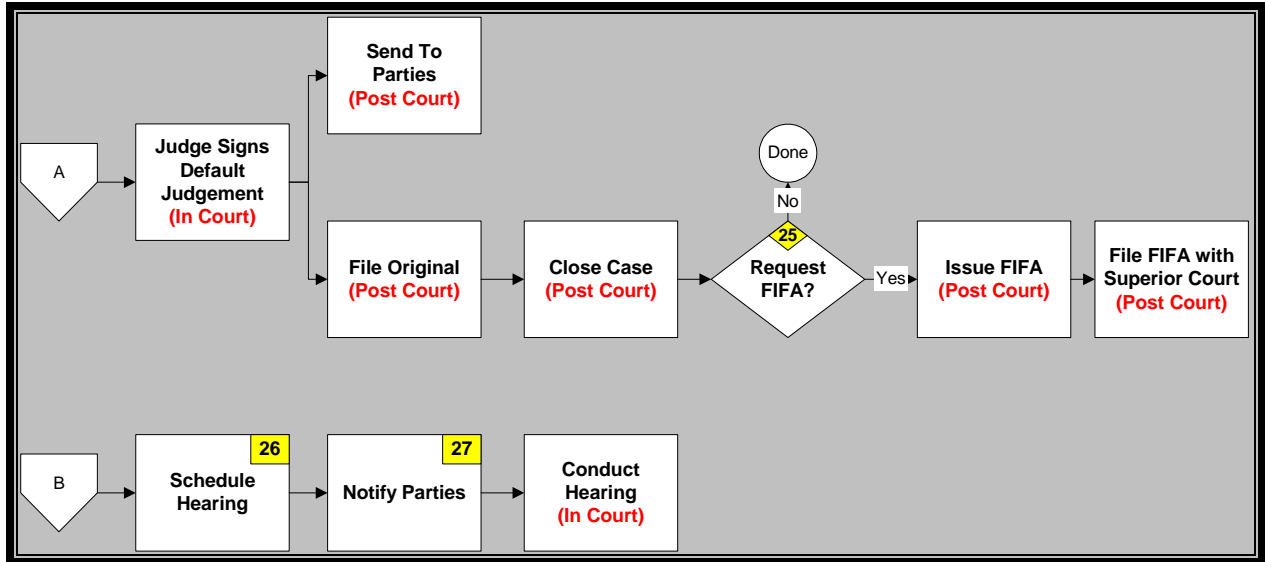 Send To
Parties
(Post Court)
A
Judge Signs
Default
Judgement
(In Court)
File Original
(Post Court)
Close Case
(Post Court)
Done
No
25
Request
FIFA?
Yes
Issue FIFA
(Post Court)
File FIFA with
Superior Court
(Post Court)
B
26
Schedule
Hearing
27
Notify Parties
Conduct
Hearing
(In Court)